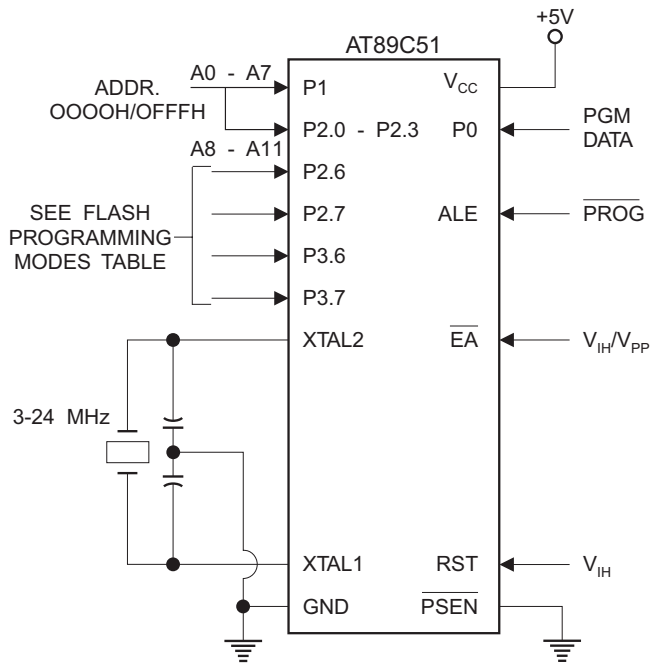 +5V
AT89C51
A0 - A7
ADDR.
OOOOH/OFFFH
P1
VCC
P2.0 - P2.3
P0
PGM
DATA
A8 - A11
P2.6
SEE FLASH
PROGRAMMING
MODES TABLE
P2.7
ALE
PROG
P3.6
P3.7
XTAL2
EA
VIH/VPP
3-24 MHz
XTAL1
RST
VIH
GND
PSEN